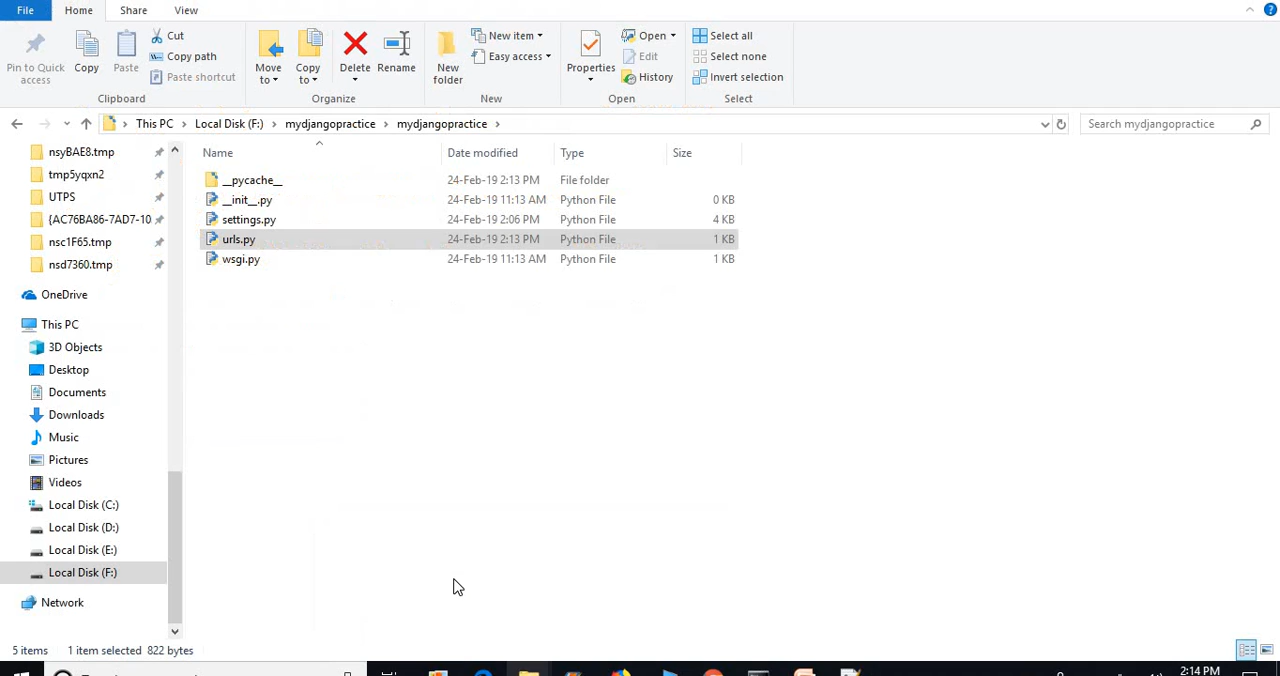 File Home Share View
Pin to Quick access
Copy
Paste
Cut
Copy path
Paste shortcut
Clipboard
Move to
Copy to
Delete
Rename
Organize
New folder
New item
Easy access
New
Properties
Open
Edit
History
Open
Select all
Select none
Invert selection
Select
This PC > Local Disk (F:) > mydjangopractice > mydjangopractice >
Search mydjangopractice
nsyBAE8.tmp
tmp5yqxn2
UTPS
{AC76BA86-7AD7-10
nsc1F65.tmp
nsd7360.tmp
OneDrive
This PC
3D Objects
Desktop
Documents
Downloads
Music
Pictures
Videos
Local Disk (C:)
Local Disk (D:)
Local Disk (E:)
Local Disk (F:)
Network
Name Date modified Type Size
__pycache__ 24-Feb-19 2:13 PM File folder
__init__.py 24-Feb-19 11:13 AM Python File 0 KB
settings.py 24-Feb-19 2:06 PM Python File 4 KB
urls.py 24-Feb-19 2:13 PM Python File 1 KB
wsgi.py 24-Feb-19 11:13 AM Python File 1 KB
5 items 1 item selected 822 bytes
2:14 PM